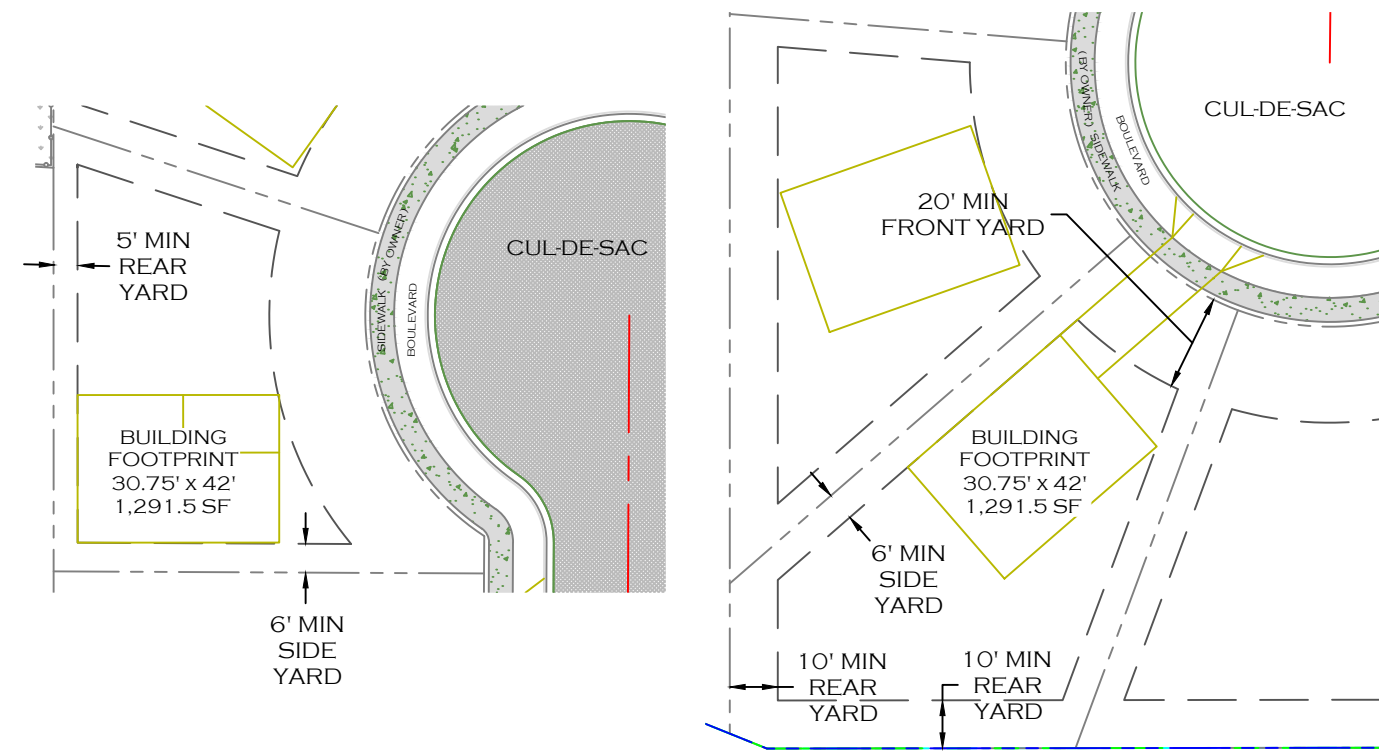 5' MIN
REAR
YARD
CUL-DE-SAC
SIDEWALK (BY OWNER)
BOULEVARD
BUILDING
FOOTPRINT
30.75' x 42'
1,291.5 SF
6' MIN
SIDE
YARD
CUL-DE-SAC
(BY OWNER) SIDEWALK
BOULEVARD
20' MIN
FRONT YARD
BUILDING
FOOTPRINT
30.75' x 42'
1,291.5 SF
6' MIN
SIDE
YARD
10' MIN
REAR
YARD
10' MIN
REAR
YARD